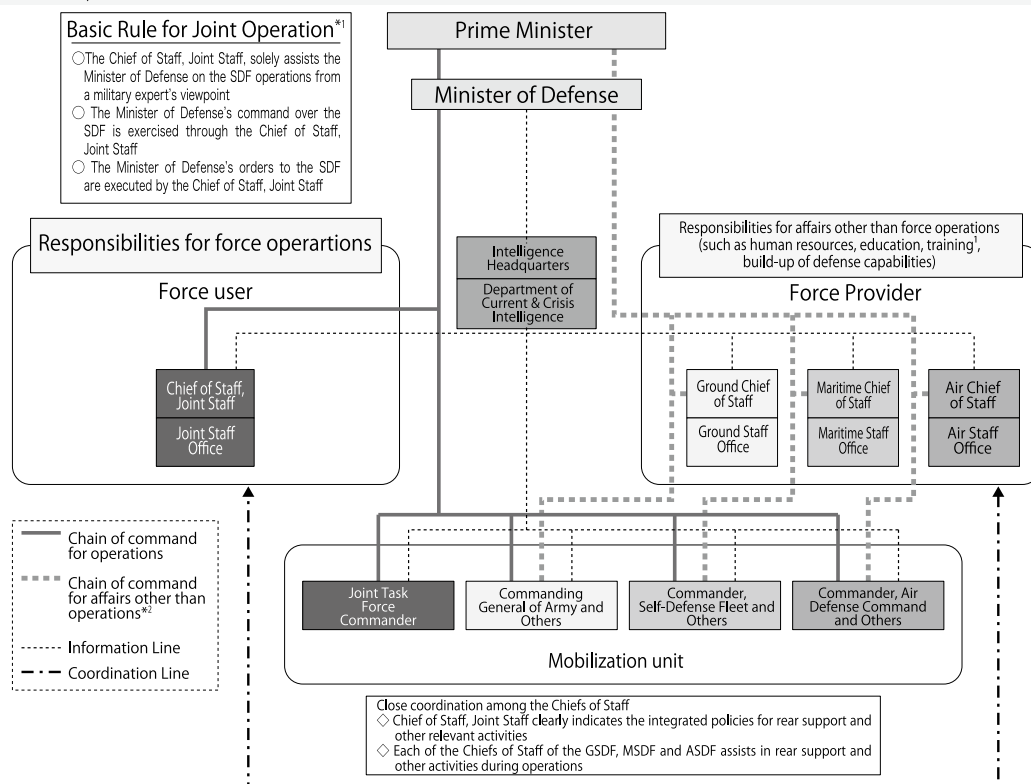 Basic Rule for Joint Operation*1
○The Chief of Staff, Joint Staff, solely assists the
Minister of Defense on the SDF operations from
a military expert's viewpoint
○ The Minister of Defense's command over the
SDF is exercised through the Chief of Staff,
Joint Staff
○ The Minister of Defense's orders to the SDF
are executed by the Chief of Staff, Joint Staff
Prime Minister
Minister of Defense
Responsibilities for force operartions
Force user
Intelligence
Headquarters
Department of
Current & Crisis
Intelligence
Responsibilities for affairs other than force operations
(such as human resources, education, training1,
build-up of defense capabilities)
Force Provider
Chief of Staff,
Joint Staff
Joint Staff
Office
Ground Chief
of Staff
Ground Staff
Office
Maritime Chief
of Staff
Maritime Staff
Office
Air Chief
of Staff
Air Staff
Office
Chain of command
for operations
Chain of command
for affairs other than
operations*2
Information Line
Coordination Line
Joint Task
Force
Commander
Commanding
General of Army and
Others
Commander,
Self-Defense Fleet and
Others
Commander, Air
Defense Command
and Others
Mobilization unit
Close coordination among the Chiefs of Staff
◇ Chief of Staff, Joint Staff clearly indicates the integrated policies for rear support and
other relevant activities
◇ Each of the Chiefs of Staff of the GSDF, MSDF and ASDF assists in rear support and
other activities during operations